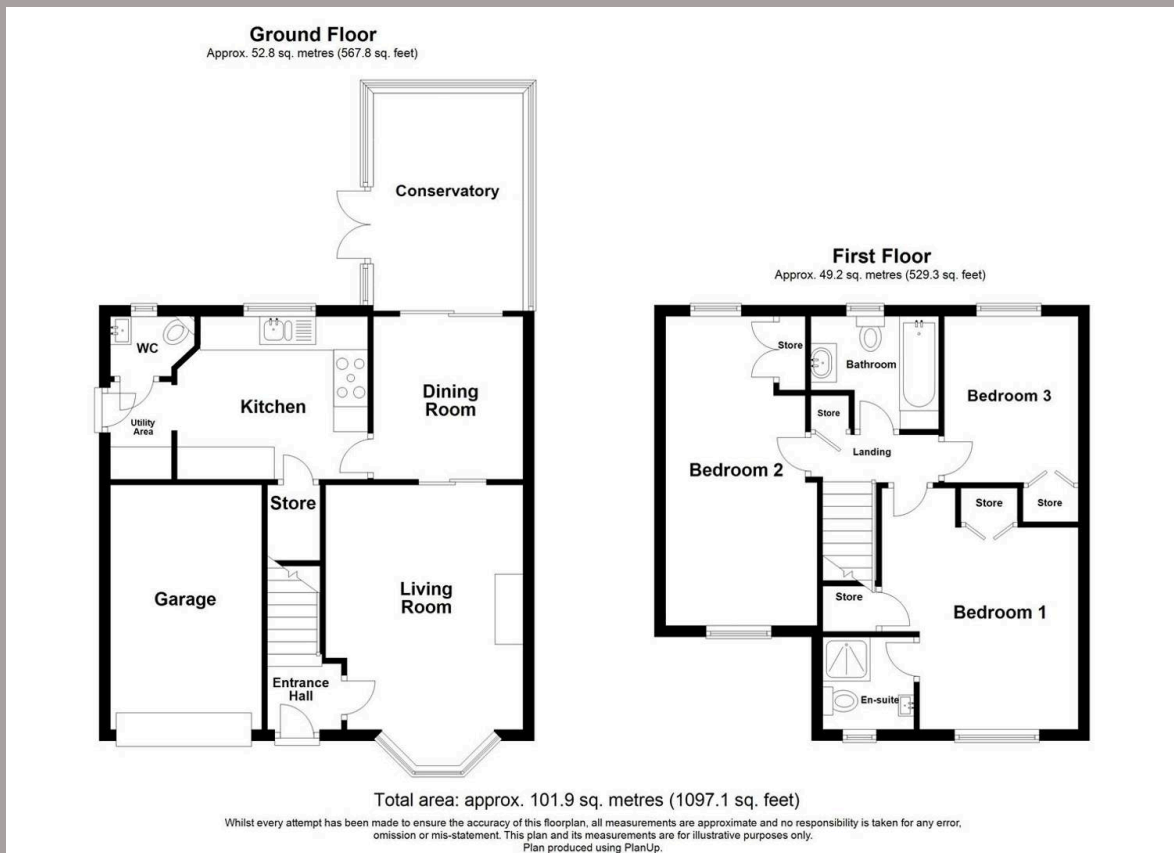 Ground Floor
Approx. 52.8 sq. metres (567.8 sq. feet)
Conservatory
WC
Utility
Area
Kitchen
Dining
Room
Store
Garage
Living
Room
Entrance
Hall
First Floor
Approx. 49.2 sq. metres (529.3 sq. feet)
Store
Bathroom
Bedroom 3
Store
Landing
Bedroom 2
Store
Store
Store
Bedroom 1
En-suite
Total area: approx. 101.9 sq. metres (1097.1 sq. feet)
Whilst every attempt has been made to ensure the accuracy of this floorplan, all measurements are approximate and no responsibility is taken for any error,
omission or mis-statement. This plan and its measurements are for illustrative purposes only.
Plan produced using PlanUp.